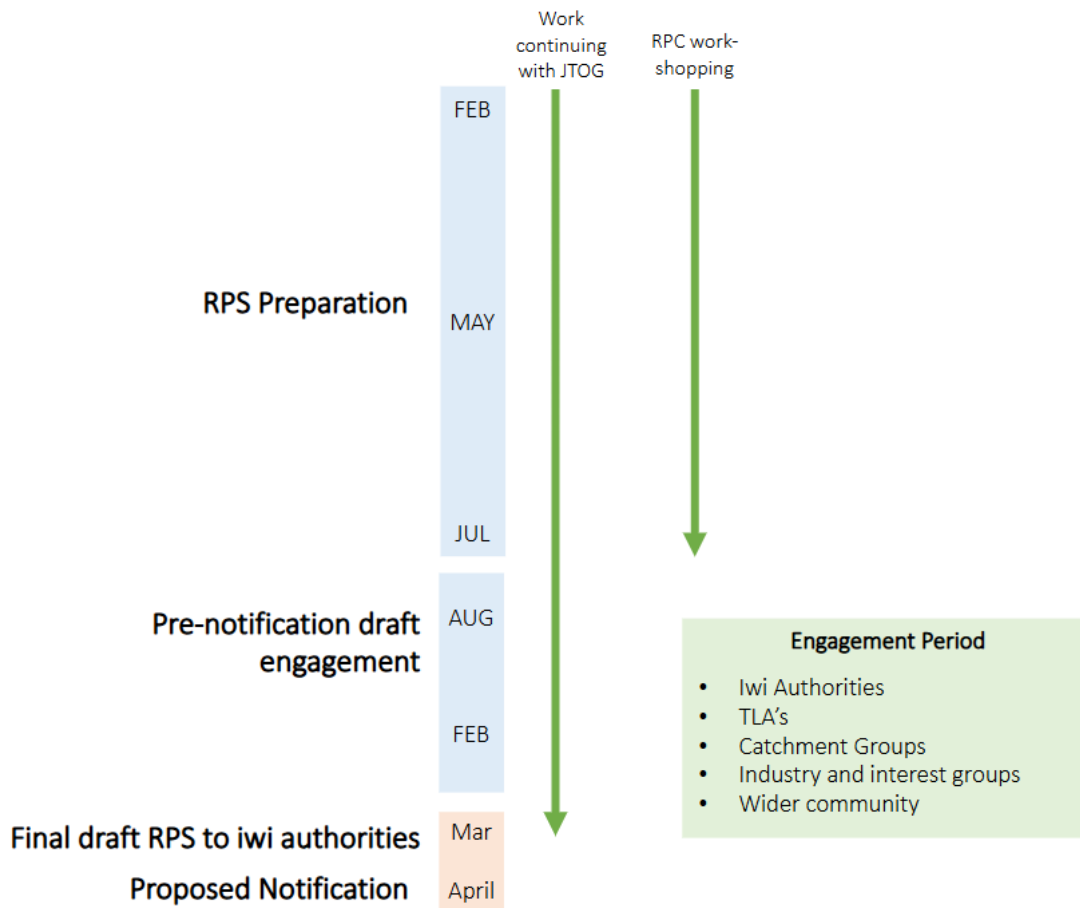 Work
continuing
with JTOG
RPC work-
shopping
FEB
RPS Preparation
MAY
JUL
Pre-notification draft
engagement
AUG
FEB
Engagement Period
• Iwi Authorities
• TLA's
• Catchment Groups
• Industry and interest groups
• Wider community
Final draft RPS to iwi authorities
Mar
Proposed Notification
April